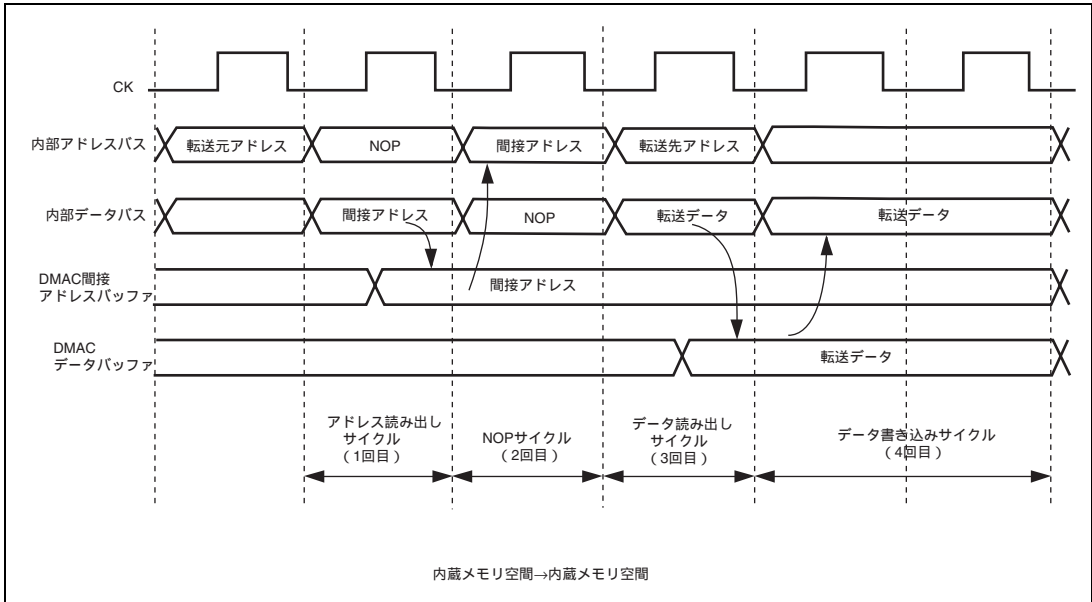 CK
内部アドレスバス
転送元アドレス
NOP
間接アドレス
転送先アドレス
内部データバス
間接アドレス
NOP
転送データ
転送データ
DMAC間接
アドレスバッファ
間接アドレス
DMAC
データバッファ
転送データ
アドレス読み出し
サイクル
(1回目)
NOPサイクル
(2回目)
データ読み出し
サイクル
(3回目)
データ書き込みサイクル
(4回目)
内蔵メモリ空間→内蔵メモリ空間